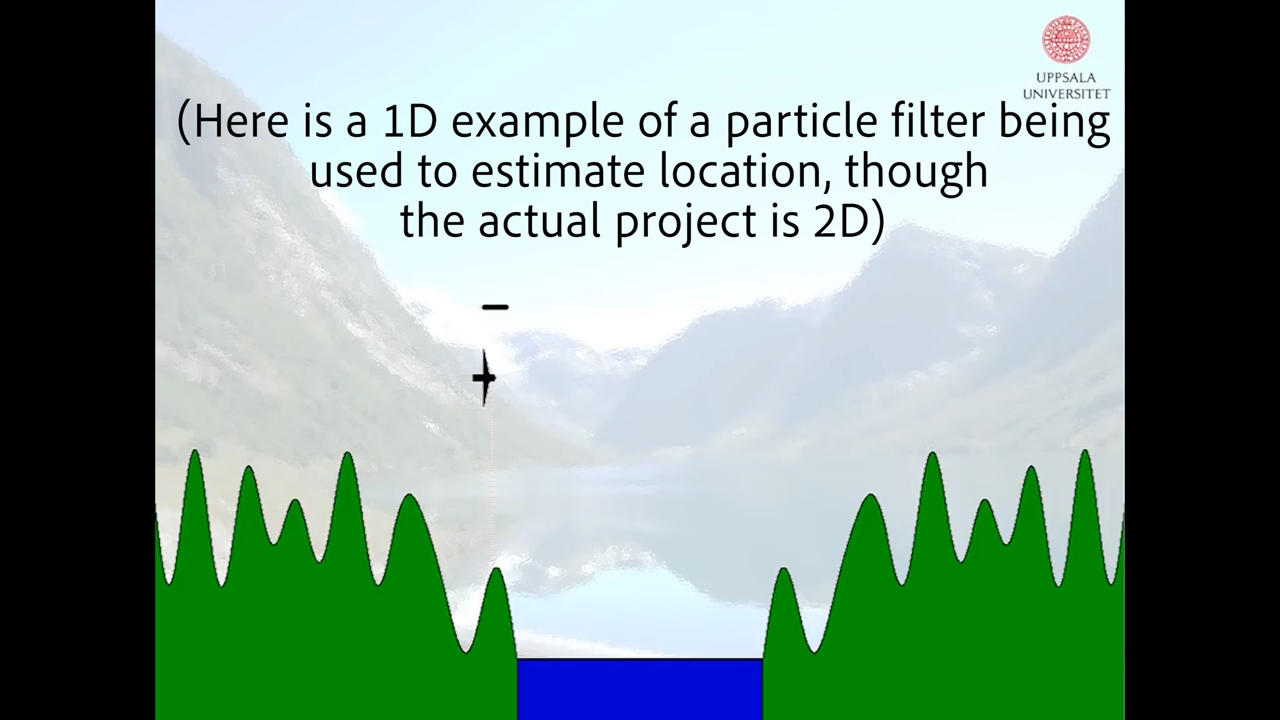 UPPSALA
UNIVERSITET
(Here is a 1D example of a particle filter being
used to estimate location, though
the actual project is 2D)